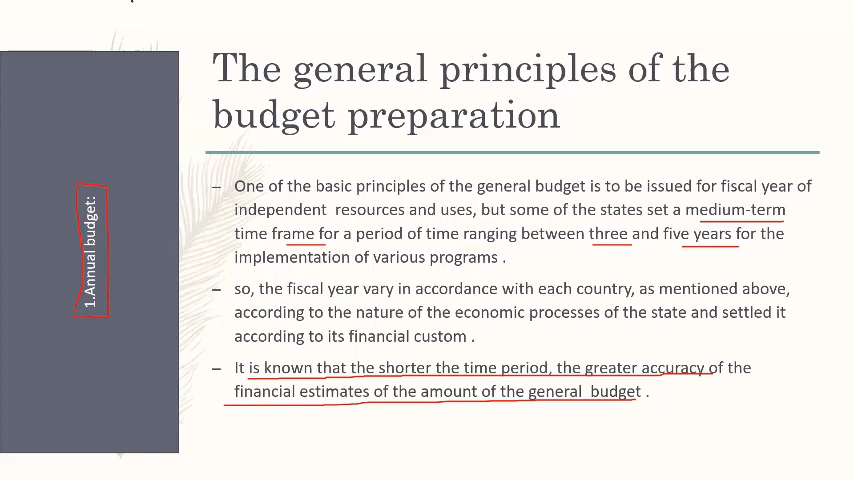 The general principles of the
budget preparation
1.Annual budget:
– One of the basic principles of the general budget is to be issued for fiscal year of
independent resources and uses, but some of the states set a medium-term
time frame for a period of time ranging between three and five years for the
implementation of various programs .
– so, the fiscal year vary in accordance with each country, as mentioned above,
according to the nature of the economic processes of the state and settled it
according to its financial custom .
– It is known that the shorter the time period, the greater accuracy of the
financial estimates of the amount of the general budget .